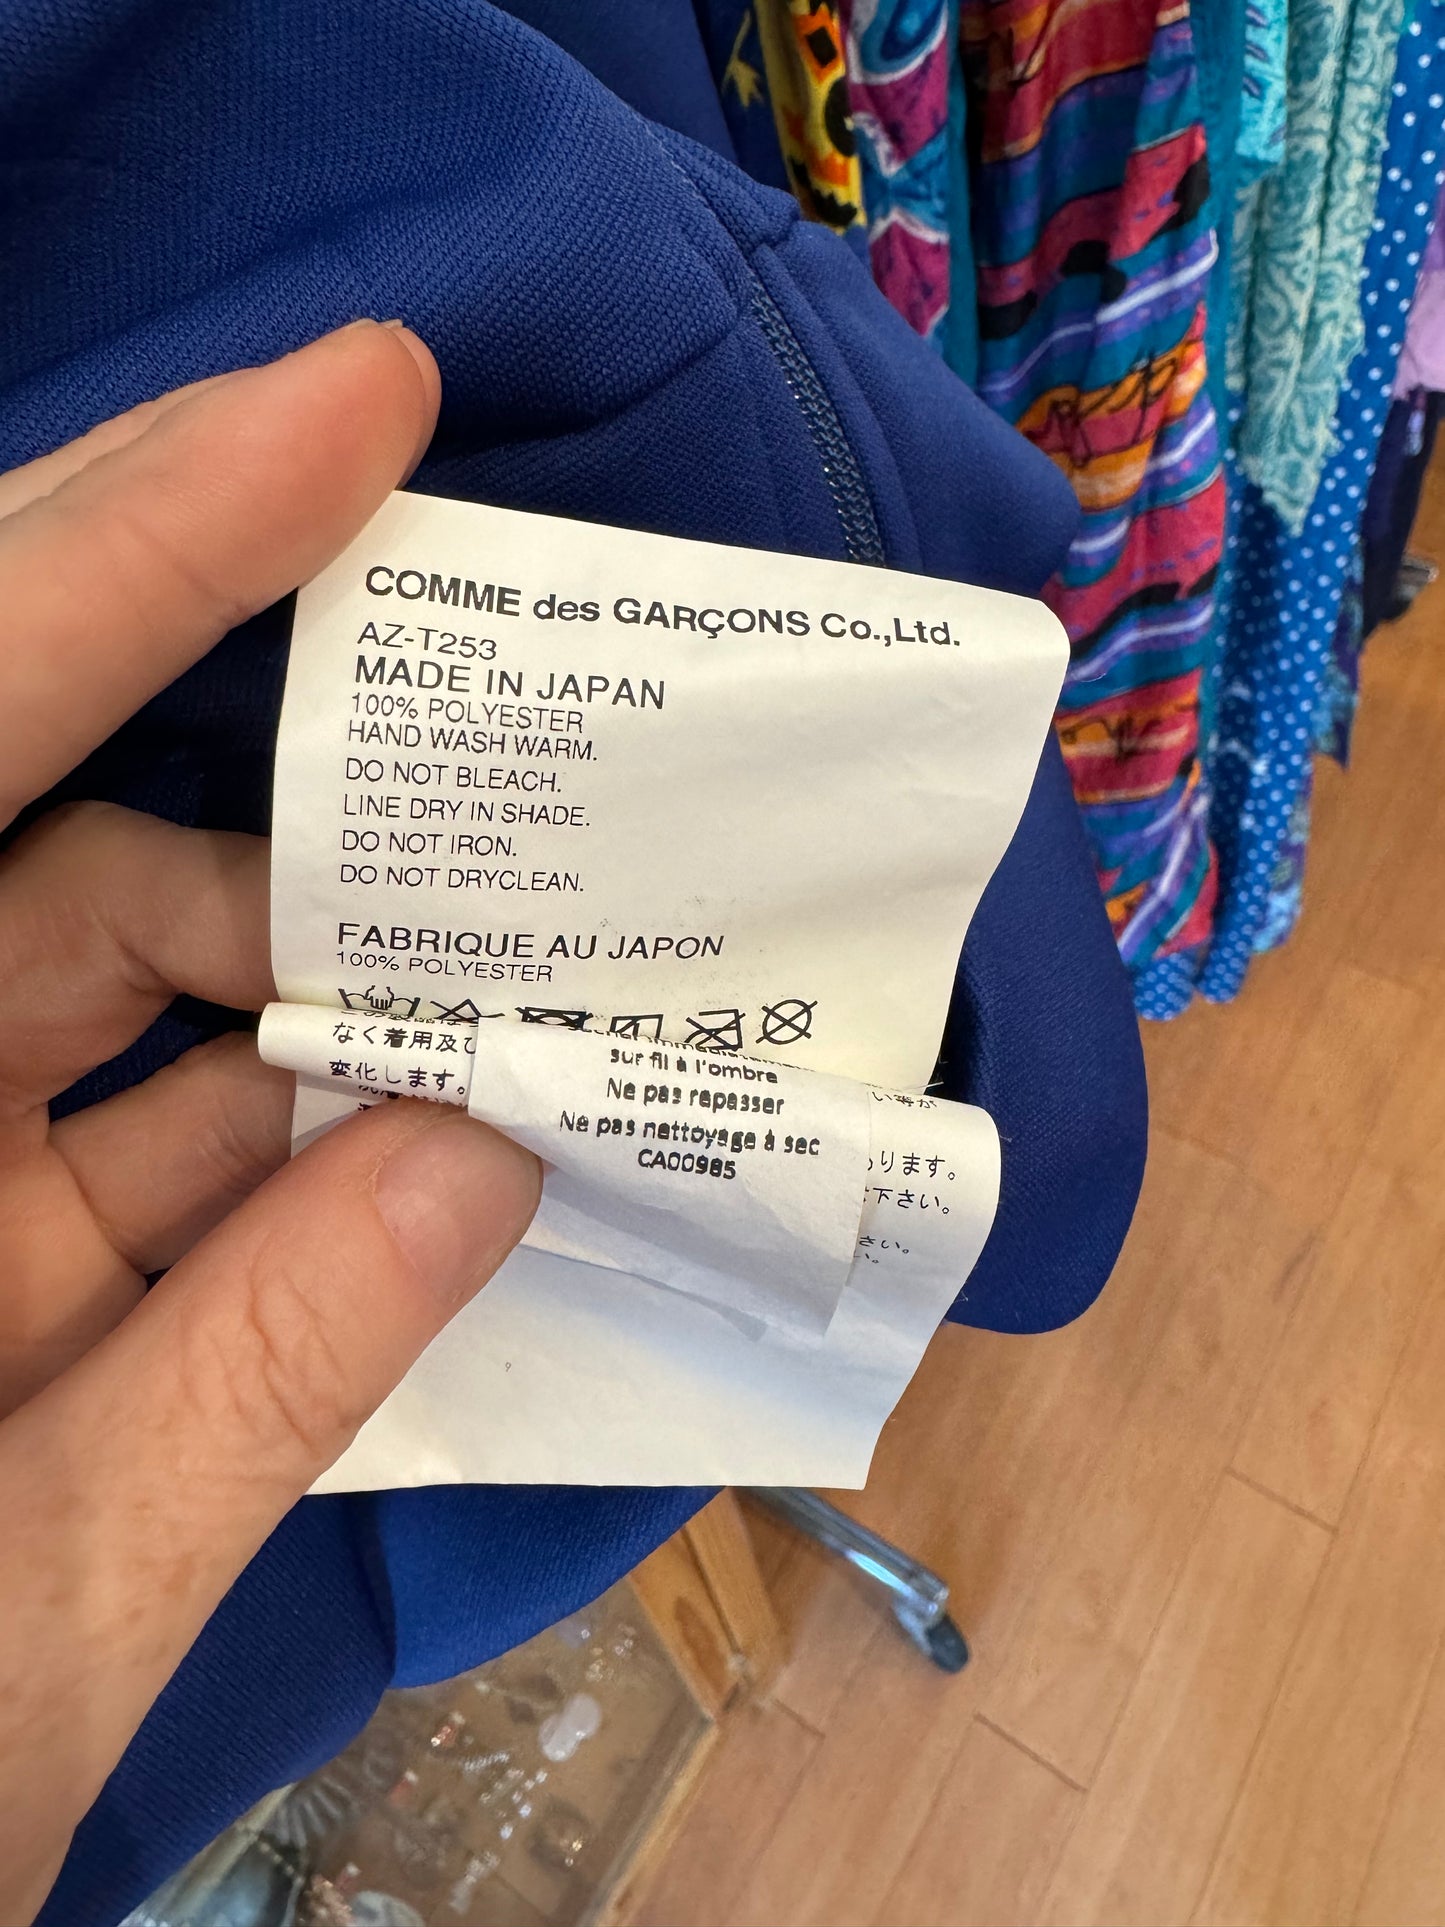 COMME des GARÇONS Co.,Ltd.
AZ-T253
MADE IN JAPAN
100% POLYESTER
HAND WASH WARM.
DO NOT BLEACH.
LINE DRY IN SHADE.
DO NOT IRON.
DO NOT DRYCLEAN.
FABRIQUE AU JAPON
100% POLYESTER
なく着用及び
変化します。
sur fil à l'ombre
Ne pas repasser
Ne pas nettoyage à sec
CA00985
ります。
下さい。
さい。
い。